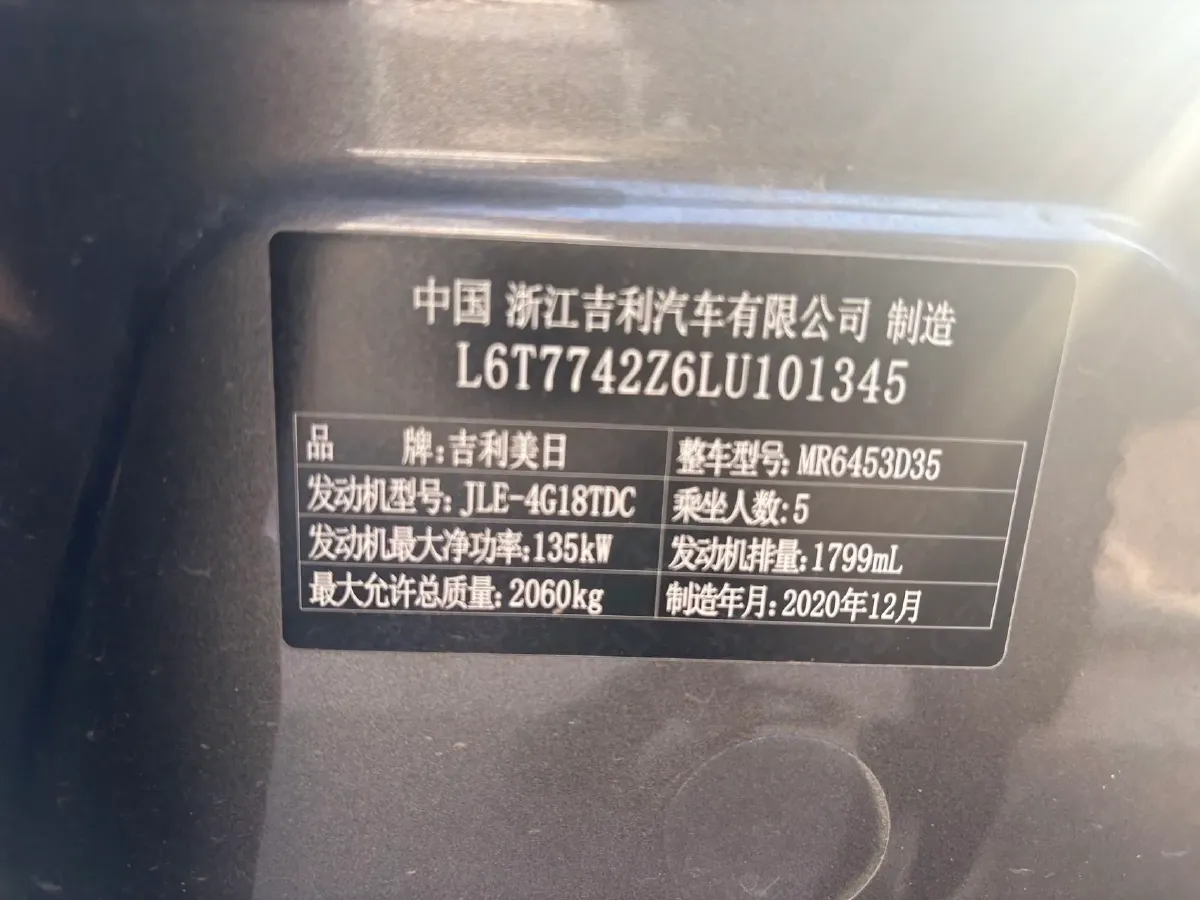 中国 浙江吉利汽车有限公司 制造
L6T7742Z6LU101345
品 牌:吉利美日 整车型号:MR6453D35
发动机型号:JLE-4G18TDC 乘坐人数:5
发动机最大净功率:135kW 发动机排量:1799mL
最大允许总质量:2060kg 制造年月:2020年12月